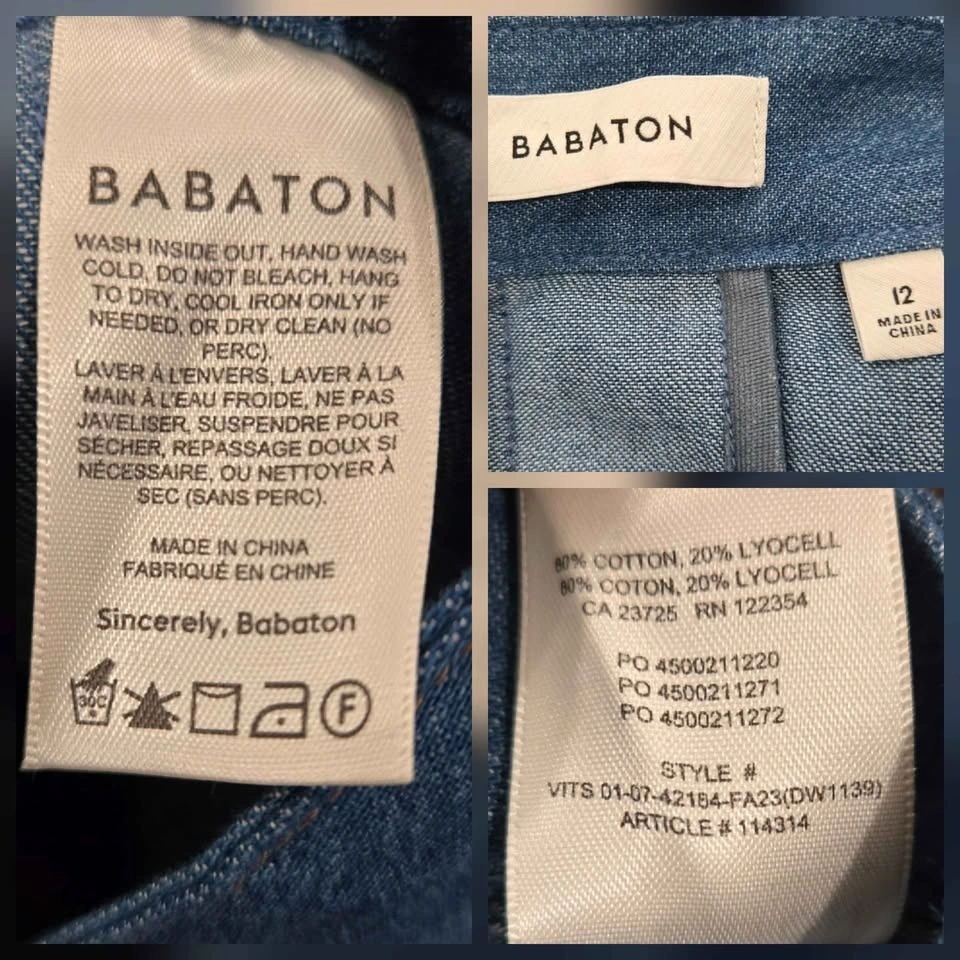 BABATON
WASH INSIDE OUT, HAND WASH
COLD, DO NOT BLEACH, HANG
TO DRY, COOL IRON ONLY IF
NEEDED, OR DRY CLEAN (NO
PERC).
LAVER À L'ENVERS, LAVER À LA
MAIN À L'EAU FROIDE, NE PAS
JAVELISER, SUSPENDRE POUR
SÉCHER, REPASSAGE DOUX SI
NÉCESSAIRE, OU NETTOYER À
SEC (SANS PERC).
MADE IN CHINA
FABRIQUÉ EN CHINE
Sincerely, Babaton
30C
F
BABATON
12
MADE IN
CHINA
80% COTTON, 20% LYOCELL
80% COTON, 20% LYOCELL
CA 23725 RN 122354
PO 4500211220
PO 4500211271
PO 4500211272
STYLE #
VITS 01-07-42184-FA23(DW1139)
ARTICLE # 114314